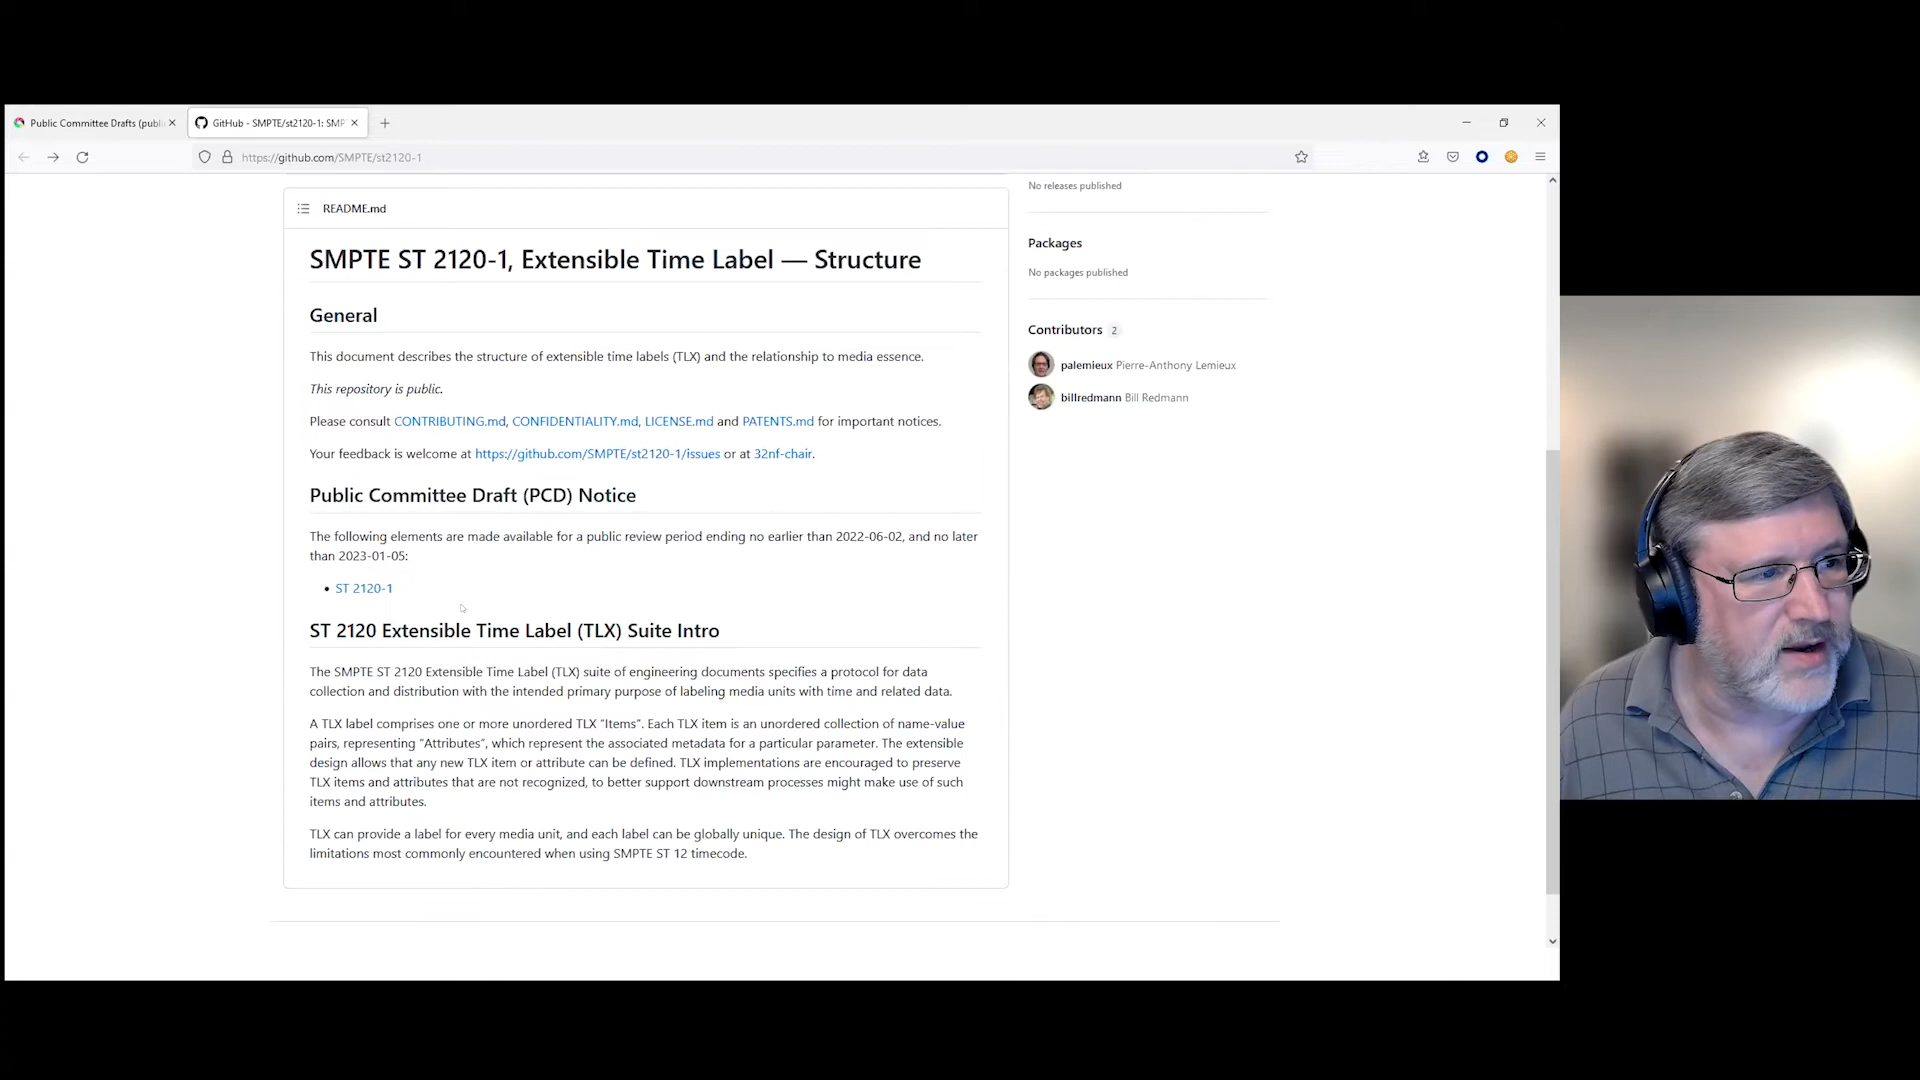 Public Committee Drafts (publi
GitHub - SMPTE/st2120-1: SMP
https://github.com/SMPTE/st2120-1
No releases published
README.md
Packages
SMPTE ST 2120-1, Extensible Time Label — Structure
No packages published
General
Contributors 2
This document describes the structure of extensible time labels (TLX) and the relationship to media essence.
palemieux Pierre-Anthony Lemieux
This repository is public.
billredmann Bill Redmann
Please consult CONTRIBUTING.md, CONFIDENTIALITY.md, LICENSE.md and PATENTS.md for important notices.
Your feedback is welcome at https://github.com/SMPTE/st2120-1/issues or at 32nf-chair.
Public Committee Draft (PCD) Notice
The following elements are made available for a public review period ending no earlier than 2022-06-02, and no later
than 2023-01-05:
• ST 2120-1
ST 2120 Extensible Time Label (TLX) Suite Intro
The SMPTE ST 2120 Extensible Time Label (TLX) suite of engineering documents specifies a protocol for data
collection and distribution with the intended primary purpose of labeling media units with time and related data.
A TLX label comprises one or more unordered TLX "Items". Each TLX item is an unordered collection of name-value
pairs, representing "Attributes", which represent the associated metadata for a particular parameter. The extensible
design allows that any new TLX item or attribute can be defined. TLX implementations are encouraged to preserve
TLX items and attributes that are not recognized, to better support downstream processes might make use of such
items and attributes.
TLX can provide a label for every media unit, and each label can be globally unique. The design of TLX overcomes the
limitations most commonly encountered when using SMPTE ST 12 timecode.